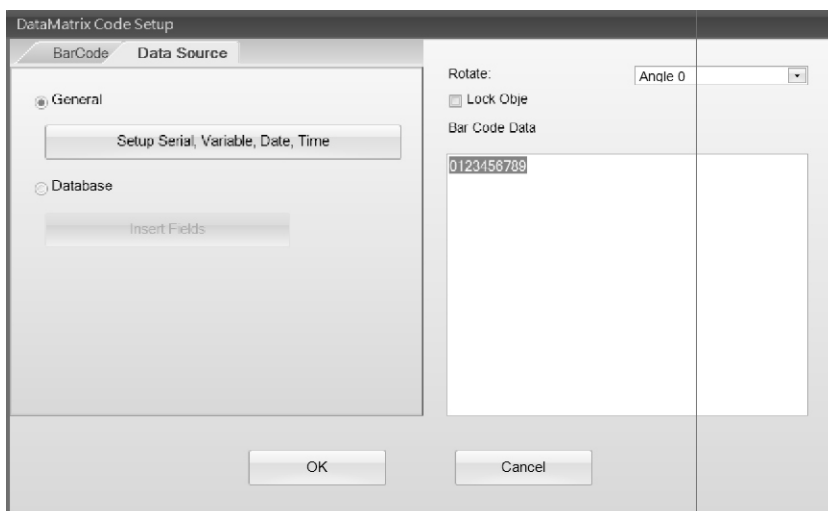 DataMatrix Code Setup
BarCode Data Source
General
Setup Serial, Variable, Date, Time
Database
Insert Fields
Rotate: Angle 0
Lock Obje
Bar Code Data
0123456789
OK Cancel